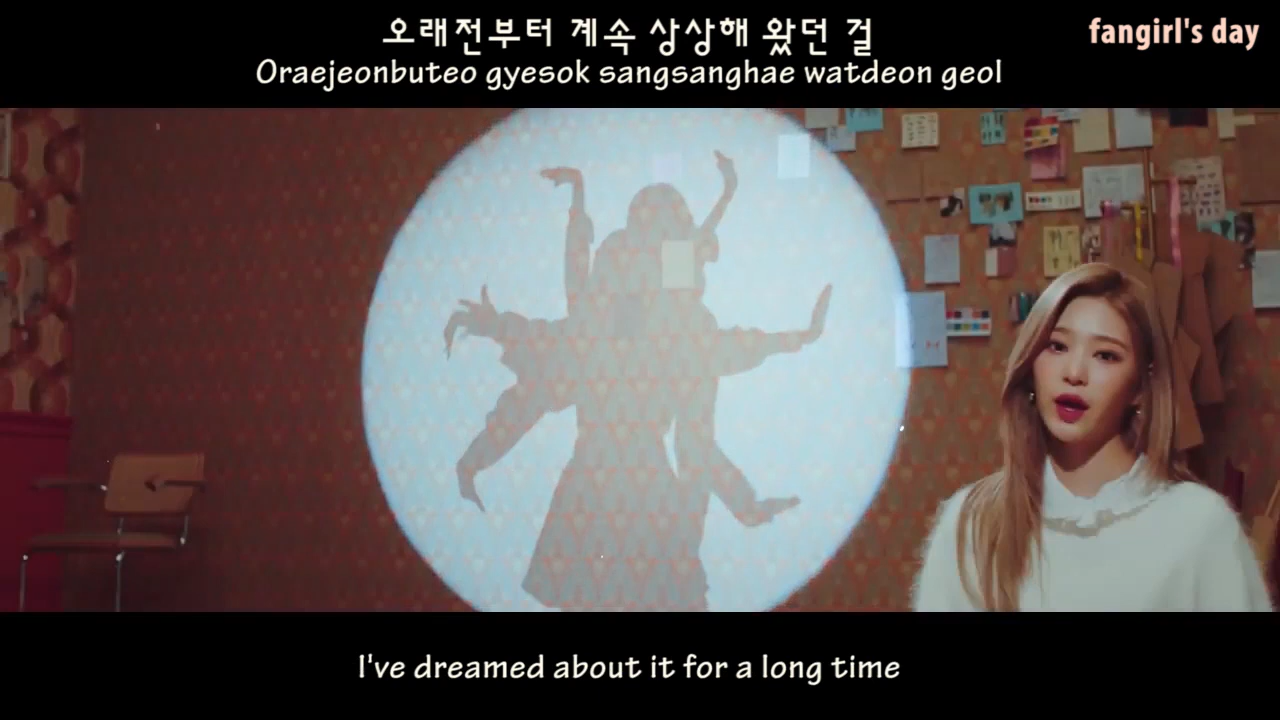 오래전부터 계속 상상해 왔던 걸
fangirl's day
Oraejeonbuteo gyesok sangsanghae watdeon geol
I've dreamed about it for a long time